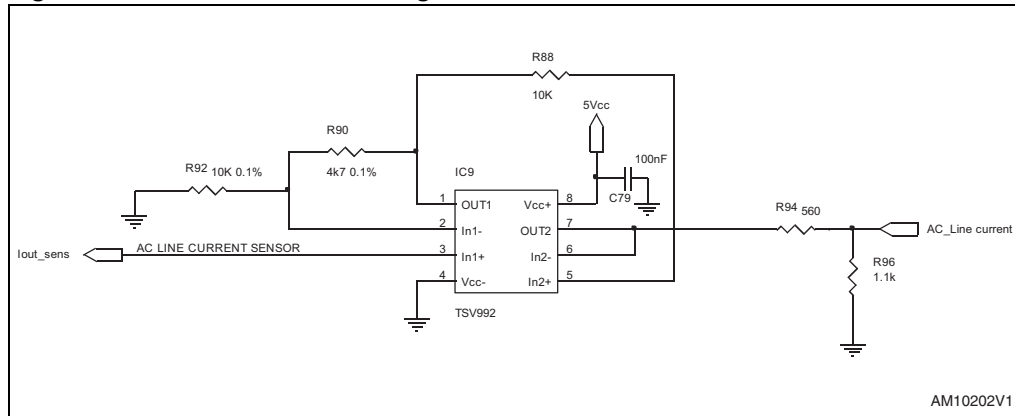 R88
10K
5Vcc
R90
4k7 0.1%
R92 10K 0.1%
100nF
C79
IC9
1 OUT1 Vcc+ 8
2 In1- OUT2 7
3 In1+ In2- 6
4 Vcc- In2+ 5
TSV992
Iout_sens
AC LINE CURRENT SENSOR
R94 560
AC_Line current
R96
1.1k
AM10202V1